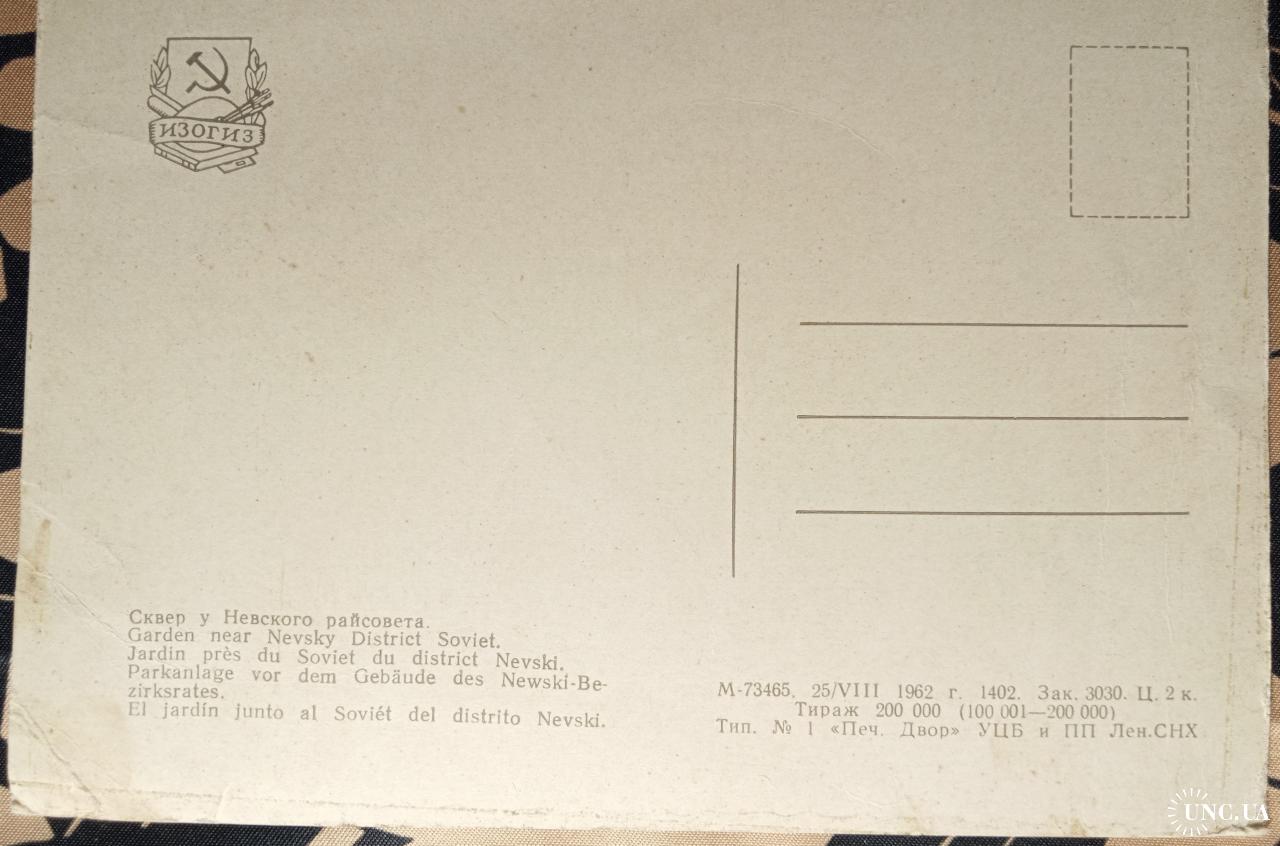 ИЗОГИЗ
Сквер у Невского райсовета.
Garden near Nevsky District Soviet.
Jardin près du Soviet du district Nevski.
Parkanlage vor dem Gebäude des Newski-Be-
zirksrates.
El jardín junto al Soviét del distrito Nevski.
М-73465. 25/VIII 1962 г. 1402. Зак. 3030. Ц. 2 к.
Тираж 200 000 (100 001—200 000)
Тип. № 1 «Печ. Двор» УЦБ и ПП Лен.СНХ
UNC.UA